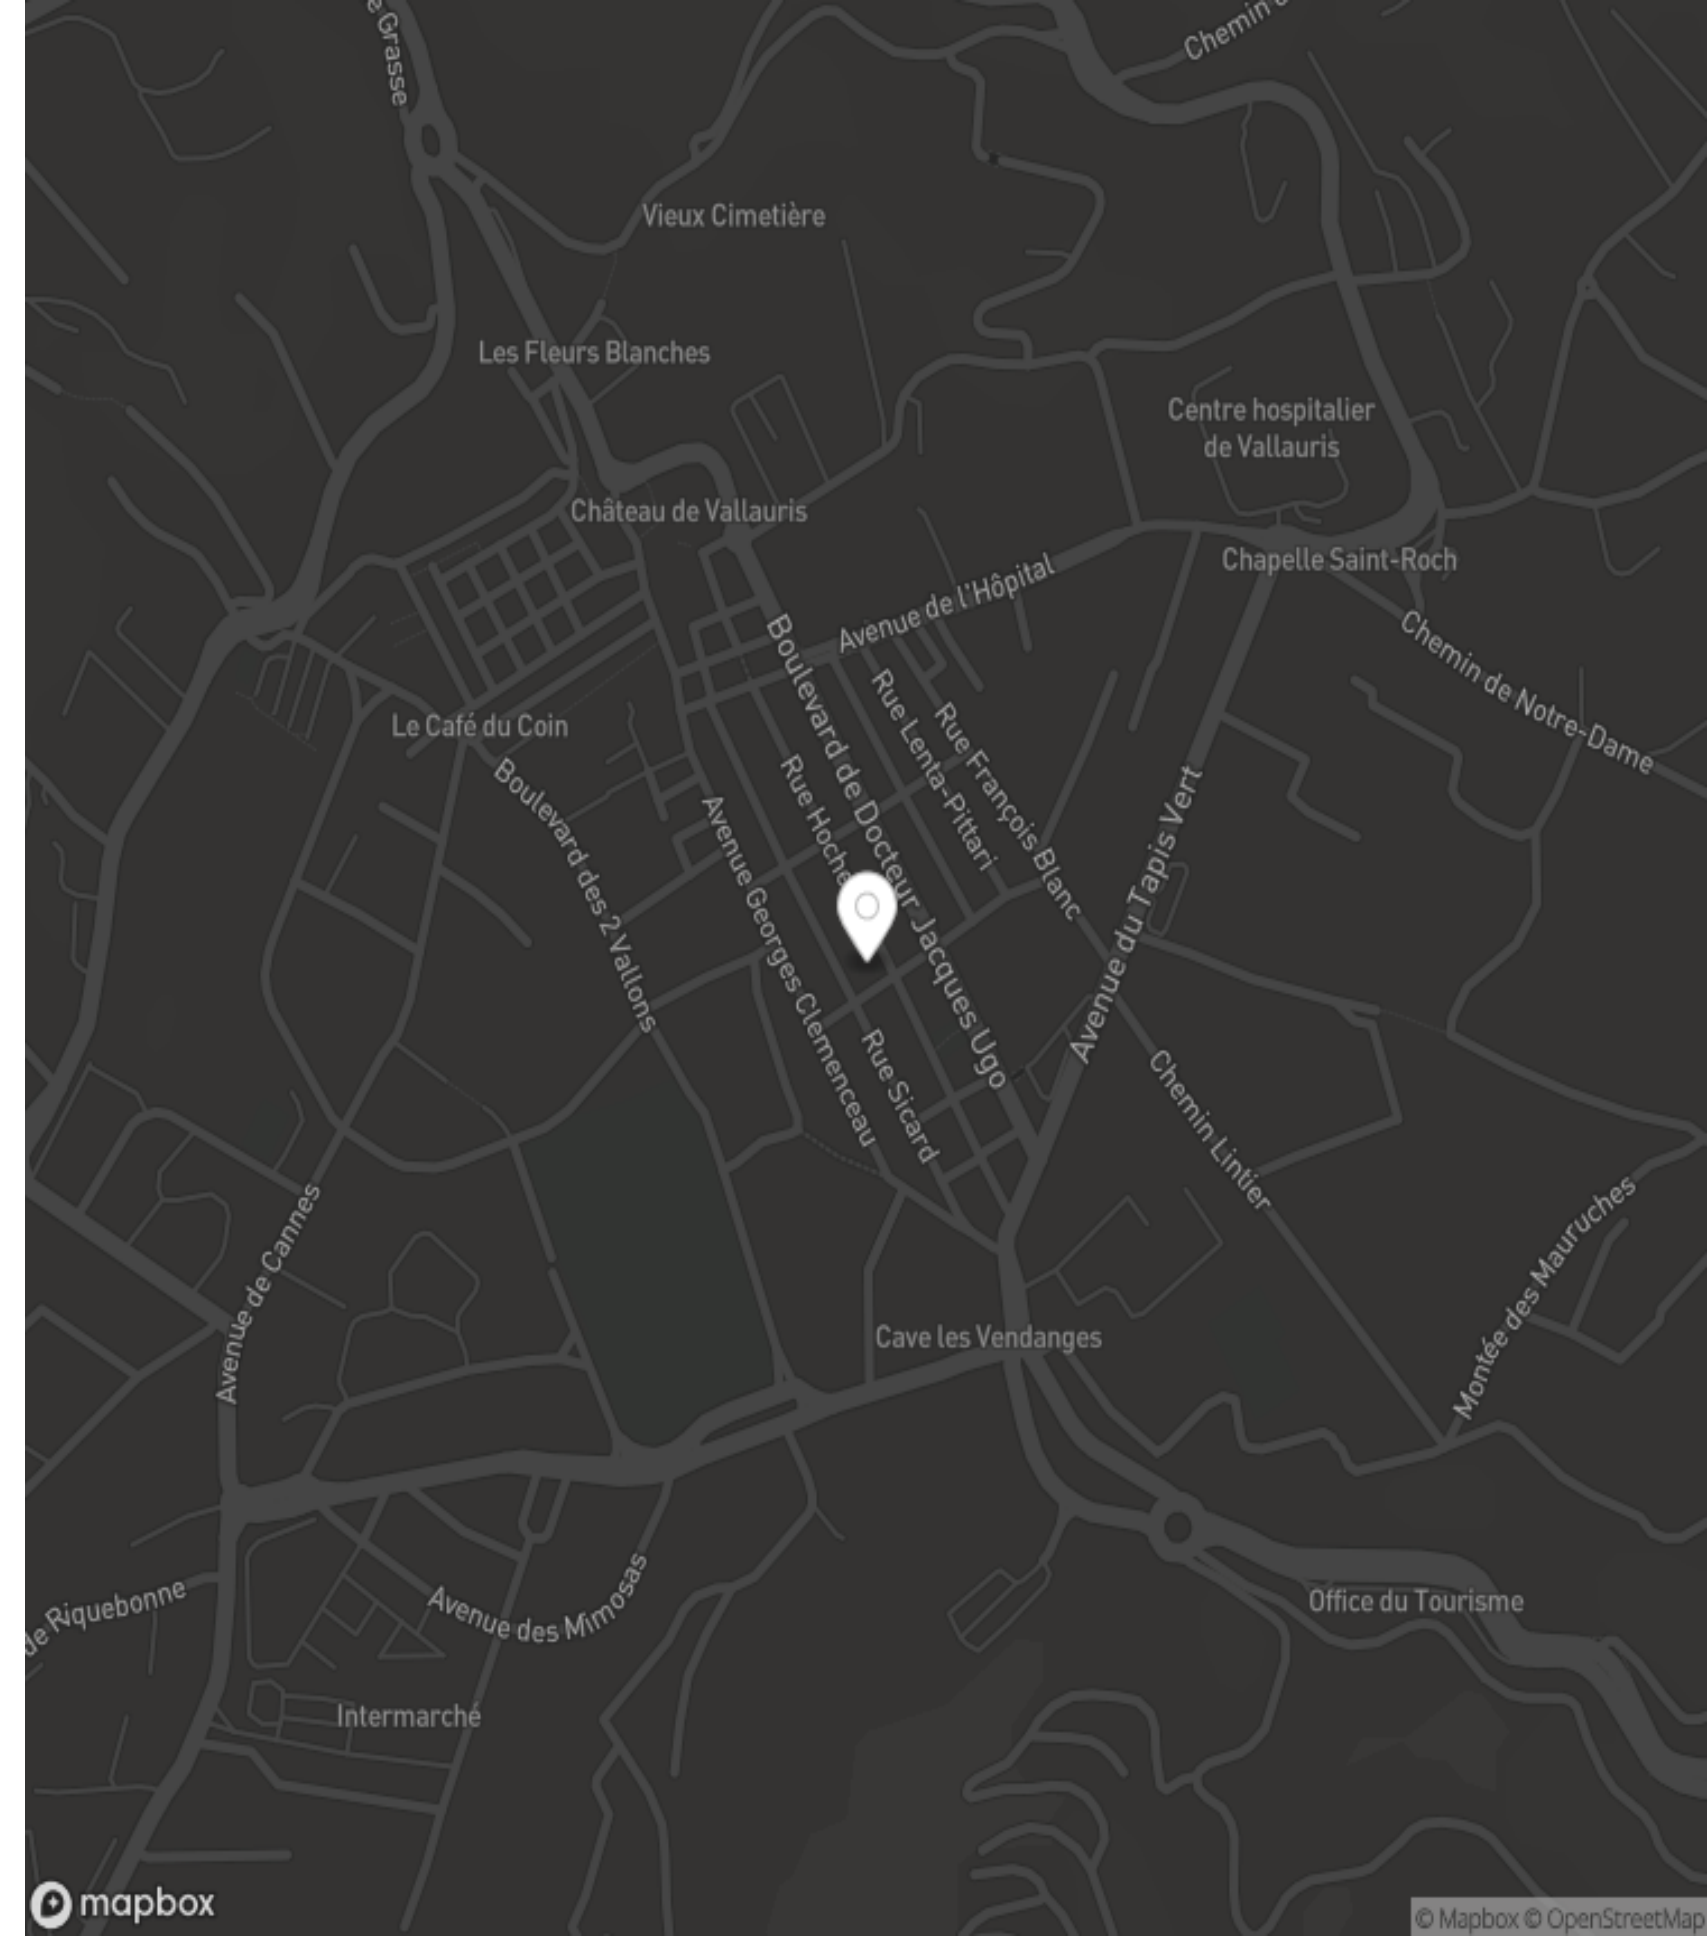 e Grasse
Chemin
Vieux Cimetière
Les Fleurs Blanches
Centre hospitalier
de Vallauris
Château de Vallauris
Chapelle Saint-Roch
Avenue de l'Hôpital
Chemin de Notre-Dame
Boulevard de Docteur Jacques Ugo
Rue Lenta-Pittari
Rue François Blanc
Le Café du Coin
Boulevard des 2 Vallons
Rue Hoche
Avenue Georges Clemenceau
Avenue du Tapis Vert
Rue Sicard
Chemin Lintier
Avenue de Cannes
Montée des Mauruches
Cave les Vendanges
de Riquebonne
Avenue des Mimosas
Office du Tourisme
Intermarché
mapbox
© Mapbox © OpenStreetMap